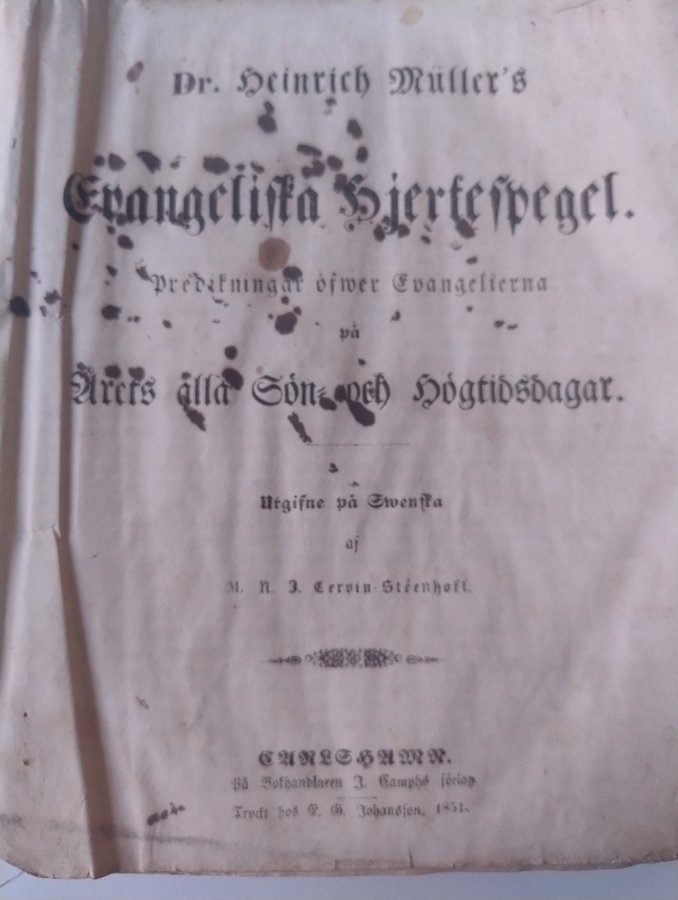 Dr. Heinrich Müller's
Evangeliska Hjertespegel.
Predikningar öfwer Evangelierna
på
Årets alla Sön- och Högtidsdagar.
Utgifne på Swenska
af
M. N. J. Cervin-Stéenhoff.
CARLSHAMN.
På Bokhandlaren J. Camphs förlag
Tryckt hos E. G. Johansson, 1851.